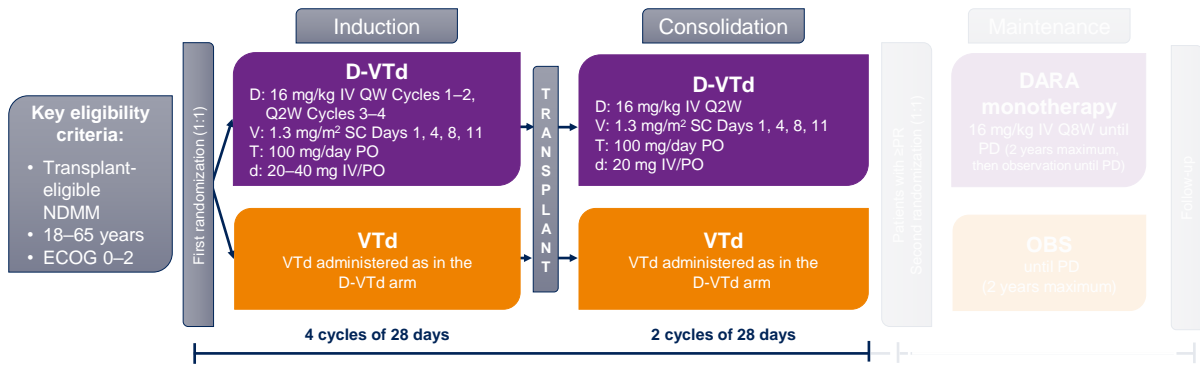 Induction
Consolidation
Maintenance
Key eligibility
criteria:
• Transplant-
eligible
NDMM
• 18–65 years
• ECOG 0–2
First randomization (1:1)
D-VTd
D: 16 mg/kg IV QW Cycles 1–2,
Q2W Cycles 3–4
V: 1.3 mg/m² SC Days 1, 4, 8, 11
T: 100 mg/day PO
d: 20–40 mg IV/PO
VTd
VTd administered as in the
D-VTd arm
TRANSPLANT
D-VTd
D: 16 mg/kg IV Q2W
V: 1.3 mg/m² SC Days 1, 4, 8, 11
T: 100 mg/day PO
d: 20 mg IV/PO
VTd
VTd administered as in the
D-VTd arm
Second randomization (1:1)
DARA
monotherapy
16 mg/kg IV Q8W until
PD (2 years maximum,
then observation until PD)
OBS
until PD
(2 years maximum)
Follow-up
4 cycles of 28 days
2 cycles of 28 days